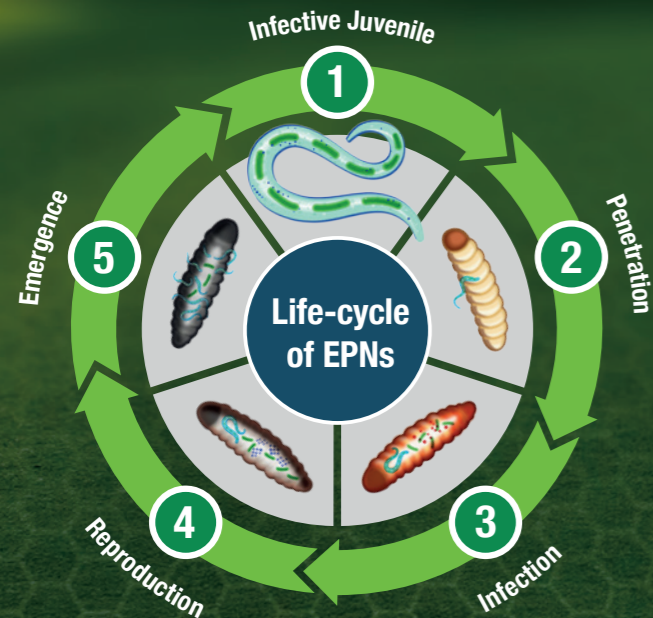 Infective Juvenile
1
Penetration
2
3
Infection
4
Reproduction
5
Emergence
Life-cycle
of EPNs